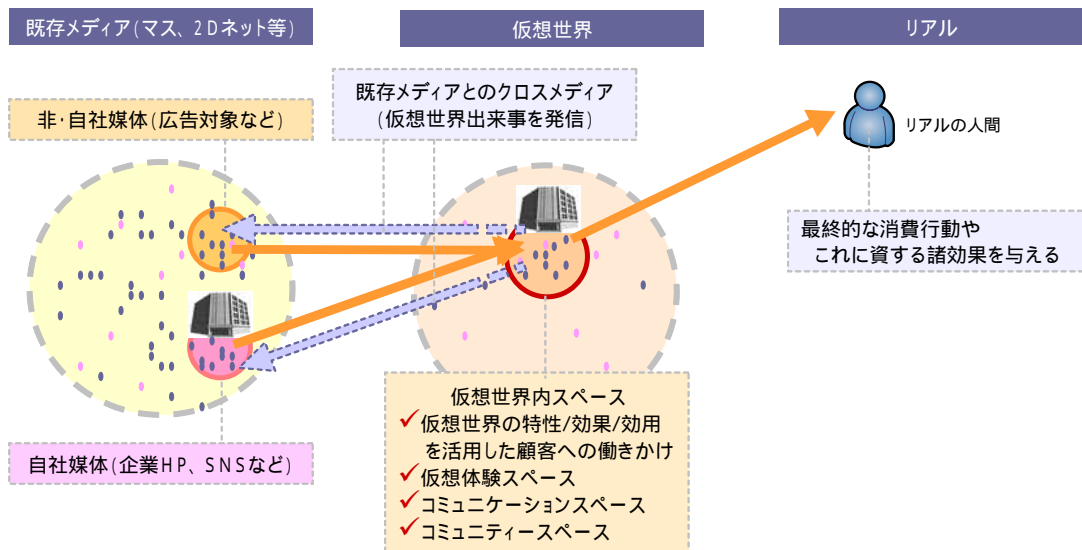 既存メディア(マス、2Dネット等)
仮想世界
リアル
既存メディアとのクロスメディア
(仮想世界出来事を発信)
非・自社媒体(広告対象など)
リアルの人間
最終的な消費行動や
これに資する諸効果を与える
仮想世界内スペース
仮想世界の特性/効果/効用
を活用した顧客への働きかけ
仮想体験スペース
コミュニケーションスペース
コミュニティースペース
自社媒体(企業HP、SNSなど)